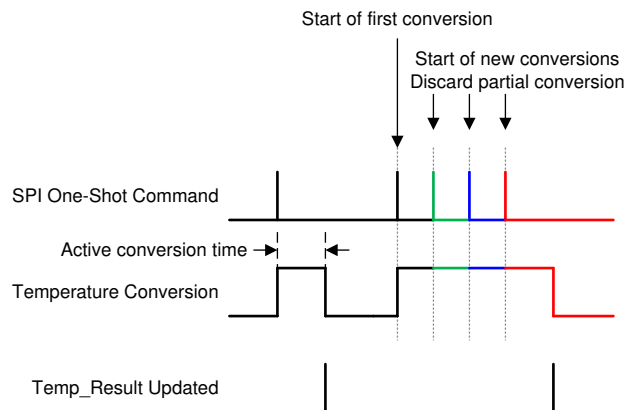 Start of first conversion
Start of new conversions
Discard partial conversion
SPI One-Shot Command
Active conversion time
Temperature Conversion
Temp_Result Updated